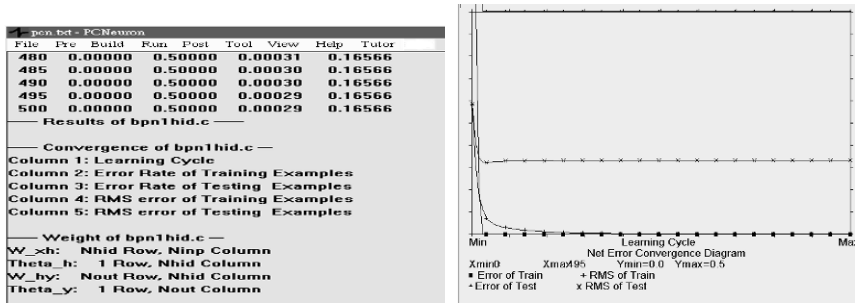 pcn.txt - PCNeuron
File Pre Build Run Post Tool View Help Tutor
480 0.00000 0.50000 0.00031 0.16566
485 0.00000 0.50000 0.00030 0.16566
490 0.00000 0.50000 0.00030 0.16566
495 0.00000 0.50000 0.00029 0.16566
500 0.00000 0.50000 0.00029 0.16566
—— Results of bpn1hid.c ——
—— Convergence of bpn1hid.c —
Column 1: Learning Cycle
Column 2: Error Rate of Training Examples
Column 3: Error Rate of Testing Examples
Column 4: RMS error of Training Examples
Column 5: RMS error of Testing Examples
—— Weight of bpn1hid.c —
W_xh: Nhid Row, Ninp Column
Theta_h: 1 Row, Nhid Column
W_hy: Nout Row, Nhid Column
Theta_y: 1 Row, Nout Column
Min Learning Cycle Ma
Net Error Convergence Diagram
Xmin0 Xmax495 Ymin=0.0 Ymax=0.5
Error of Train + RMS of Train
Error of Test x RMS of Test